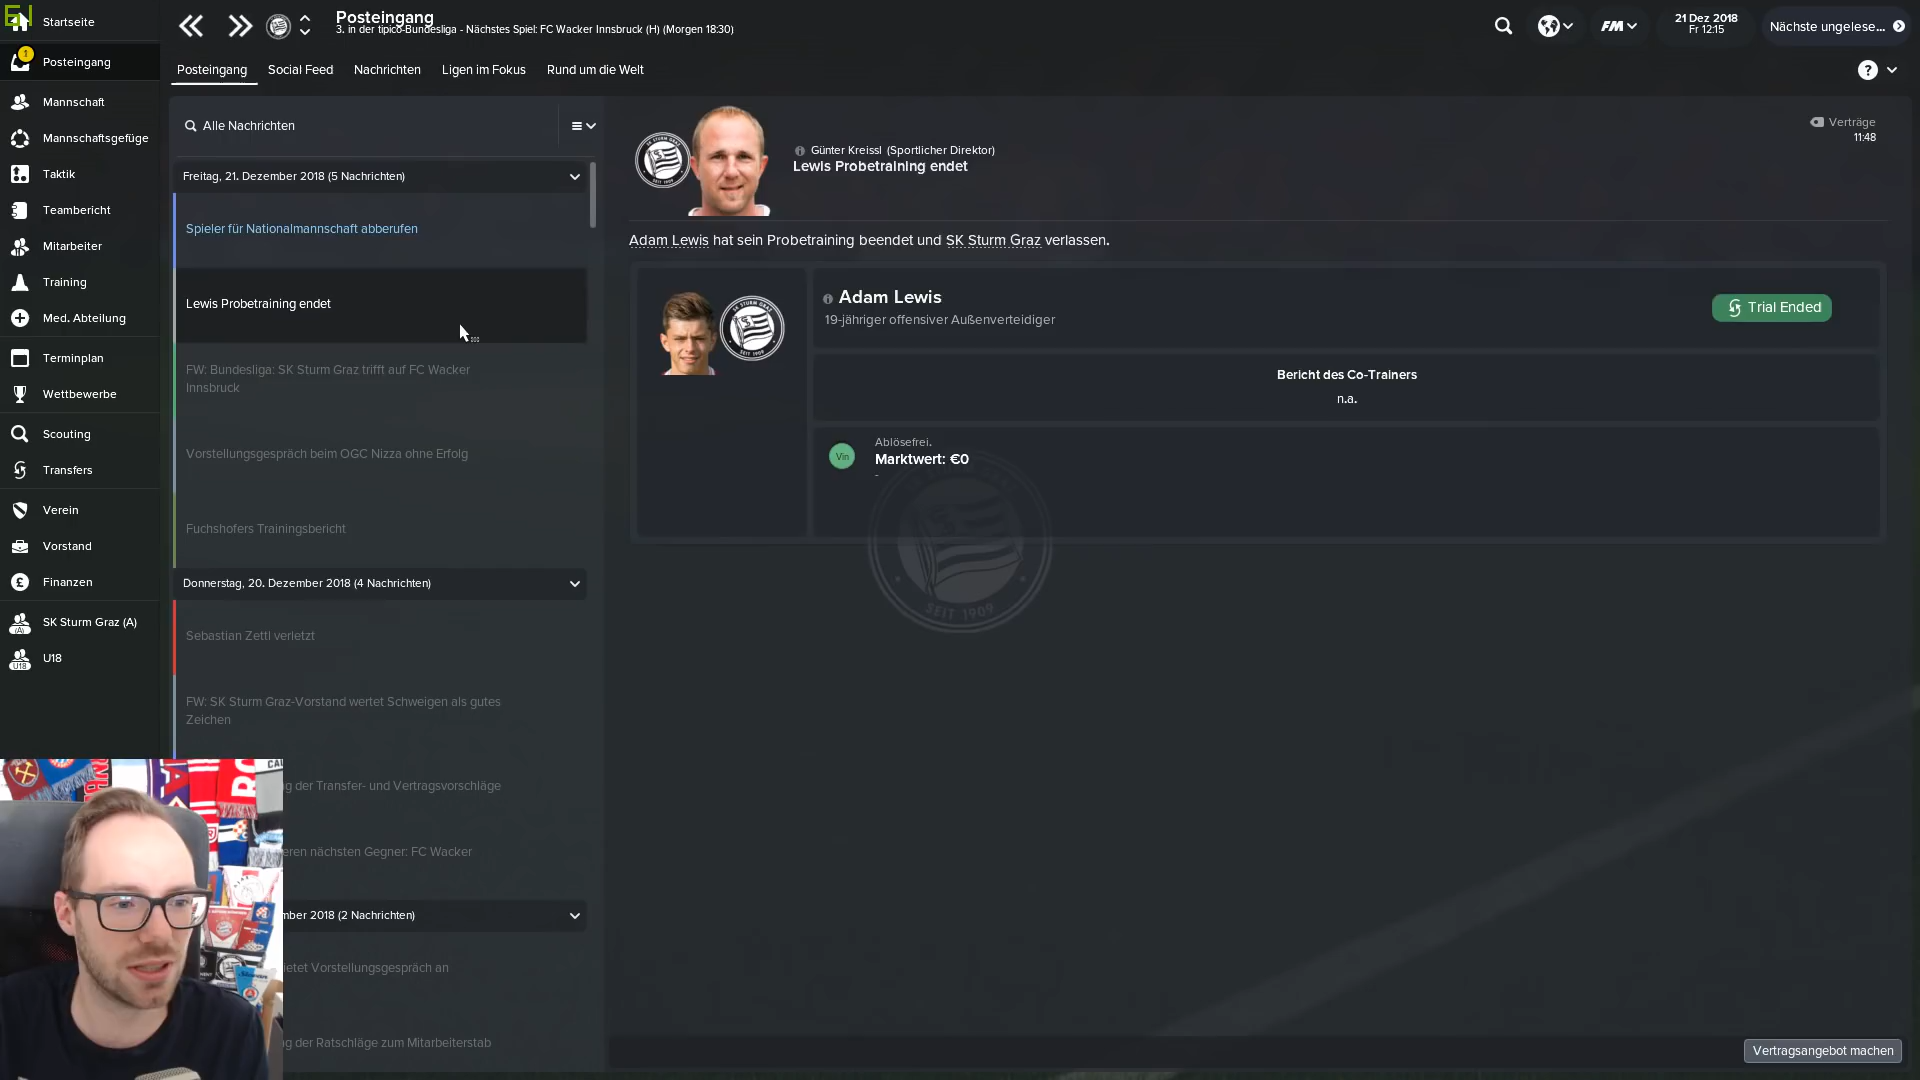 Startseite
1
Posteingang
Mannschaft
Mannschaftsgefüge
Taktik
Teambericht
Mitarbeiter
Training
Med. Abteilung
Terminplan
Wettbewerbe
Scouting
Transfers
Verein
Vorstand
Finanzen
SK Sturm Graz (A)
U18
Posteingang
3. in der tipico-Bundesliga - Nächstes Spiel: FC Wacker Innsbruck (H) (Morgen 18:30)
FM
21 Dez 2018
Fr 12:15
Nächste ungelese...
Posteingang Social Feed Nachrichten Ligen im Fokus Rund um die Welt
Alle Nachrichten
Freitag, 21. Dezember 2018 (5 Nachrichten)
Spieler für Nationalmannschaft abberufen
Lewis Probetraining endet
FW: Bundesliga: SK Sturm Graz trifft auf FC Wacker
Innsbruck
Vorstellungsgespräch beim OGC Nizza ohne Erfolg
Fuchshofers Trainingsbericht
Donnerstag, 20. Dezember 2018 (4 Nachrichten)
Sebastian Zettl verletzt
FW: SK Sturm Graz-Vorstand wertet Schweigen als gutes
Zeichen
g der Transfer- und Vertragsvorschläge
eren nächsten Gegner: FC Wacker
mber 2018 (2 Nachrichten)
ietet Vorstellungsgespräch an
g der Ratschläge zum Mitarbeiterstab
Günter Kreissl (Sportlicher Direktor)
Lewis Probetraining endet
Verträge
11:48
Adam Lewis hat sein Probetraining beendet und SK Sturm Graz verlassen.
Adam Lewis
19-jähriger offensiver Außenverteidiger
Trial Ended
Bericht des Co-Trainers
n.a.
Vin
Ablösefrei.
Marktwert: €0
-
SEIT 1909
Vertragsangebot machen